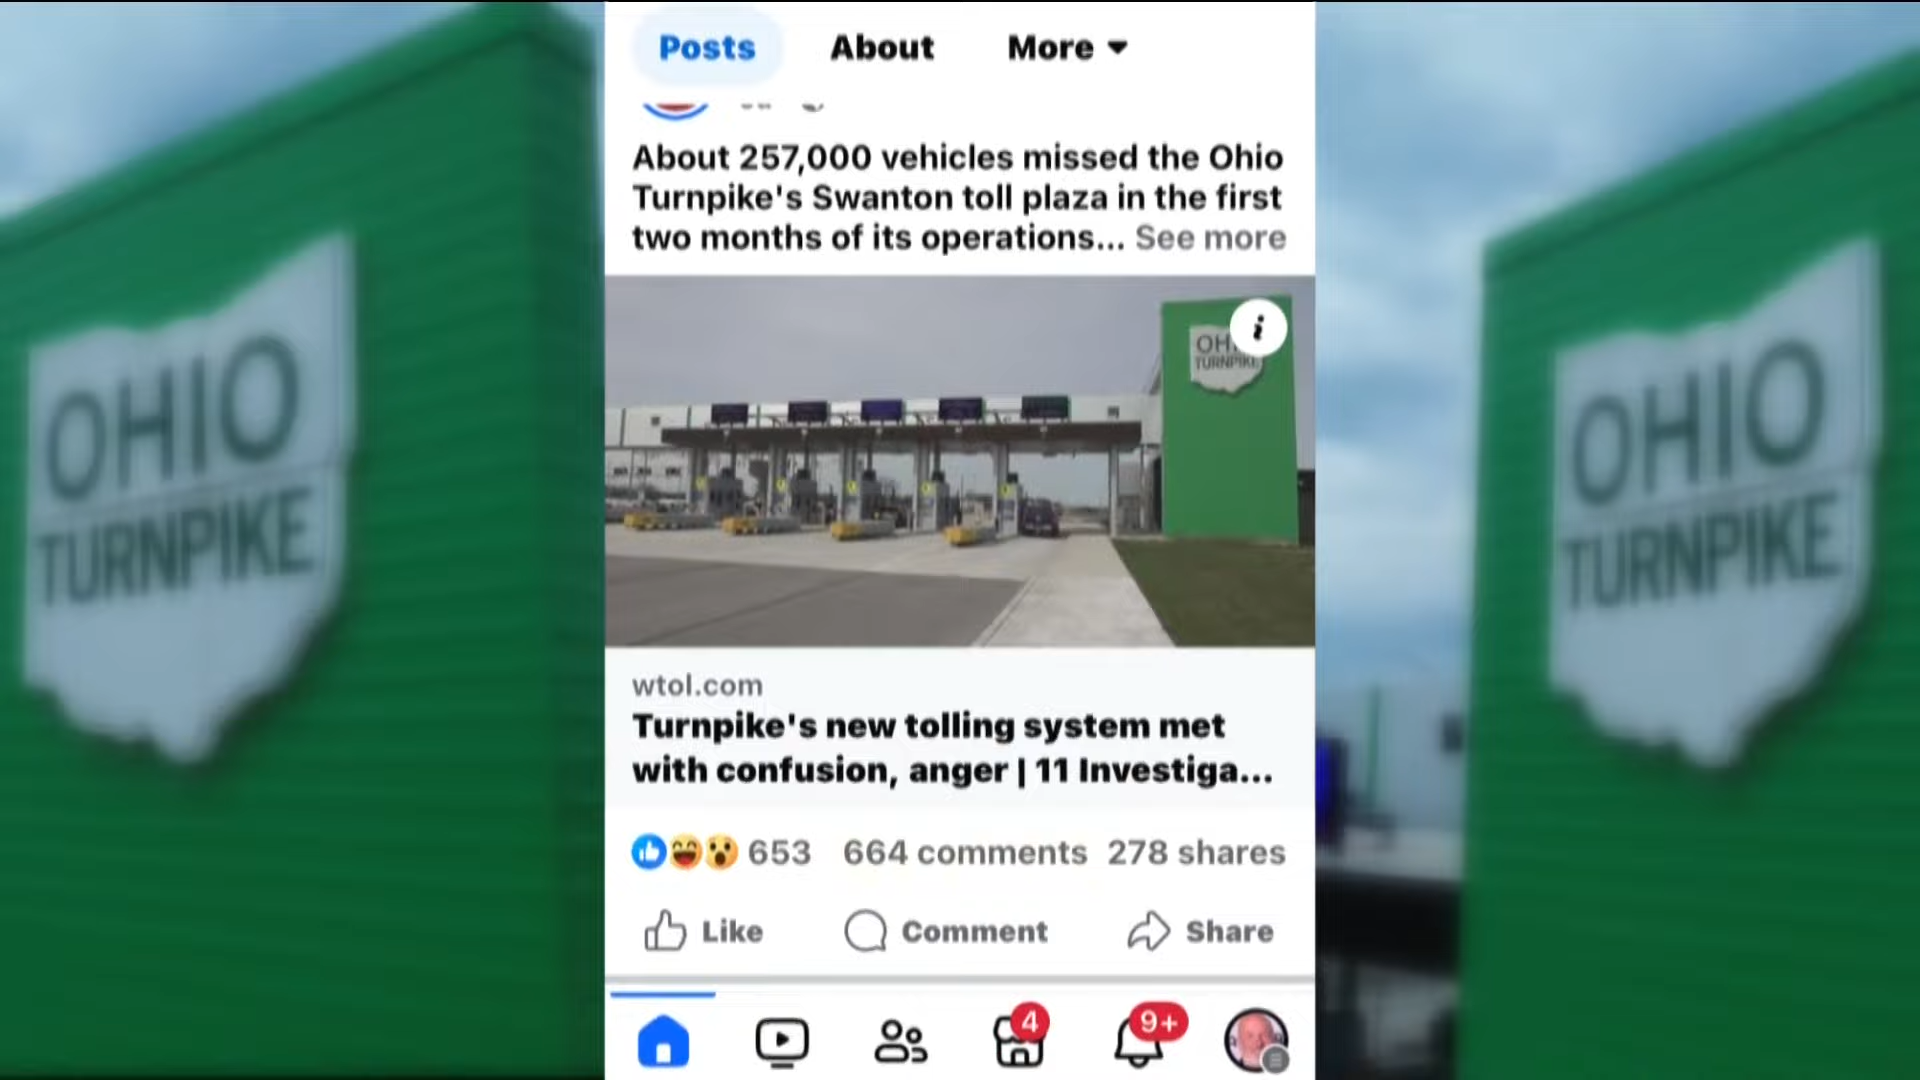 Posts
About
More
About 257,000 vehicles missed the Ohio
Turnpike's Swanton toll plaza in the first
two months of its operations... See more
OHIO
TURNPIKE
OHIO
TURNPIKE
OH
TURNPIKE
i
wtol.com
Turnpike's new tolling system met
with confusion, anger | 11 Investiga...
653
664 comments
278 shares
Like
Comment
Share
4
9+